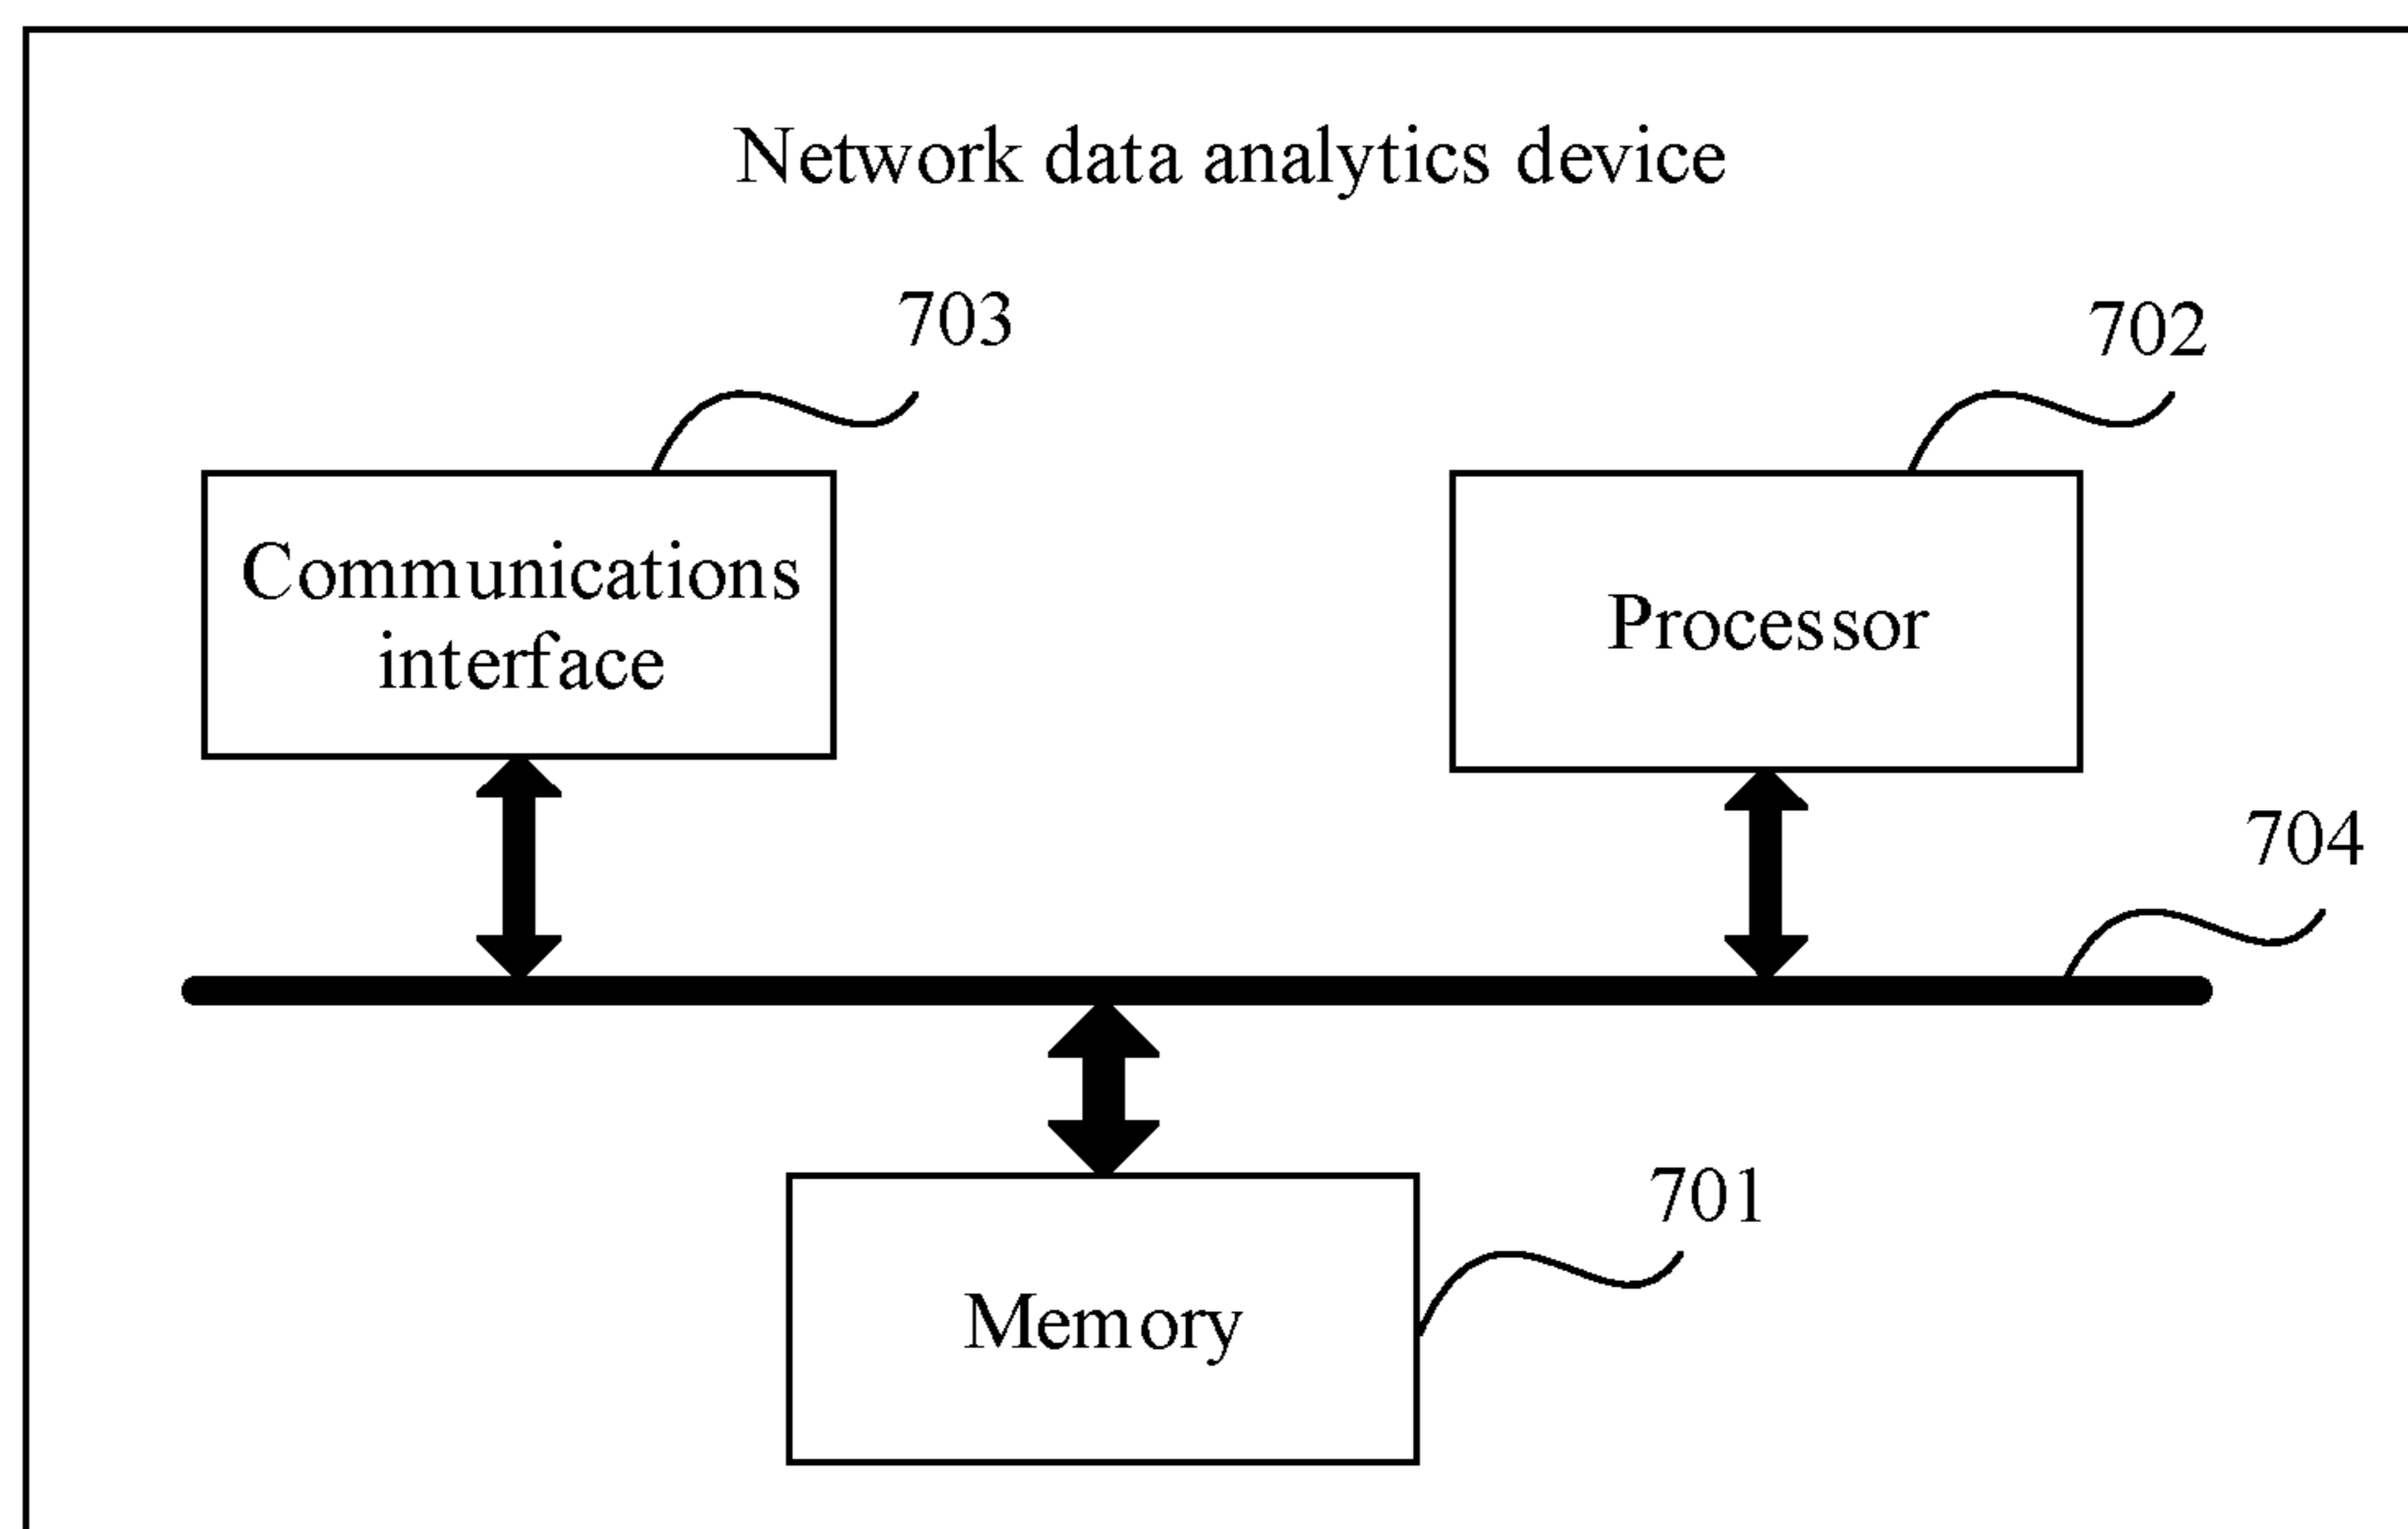 Network data analytics device
703
702
Communications
interface
Processor
704
701
Memory